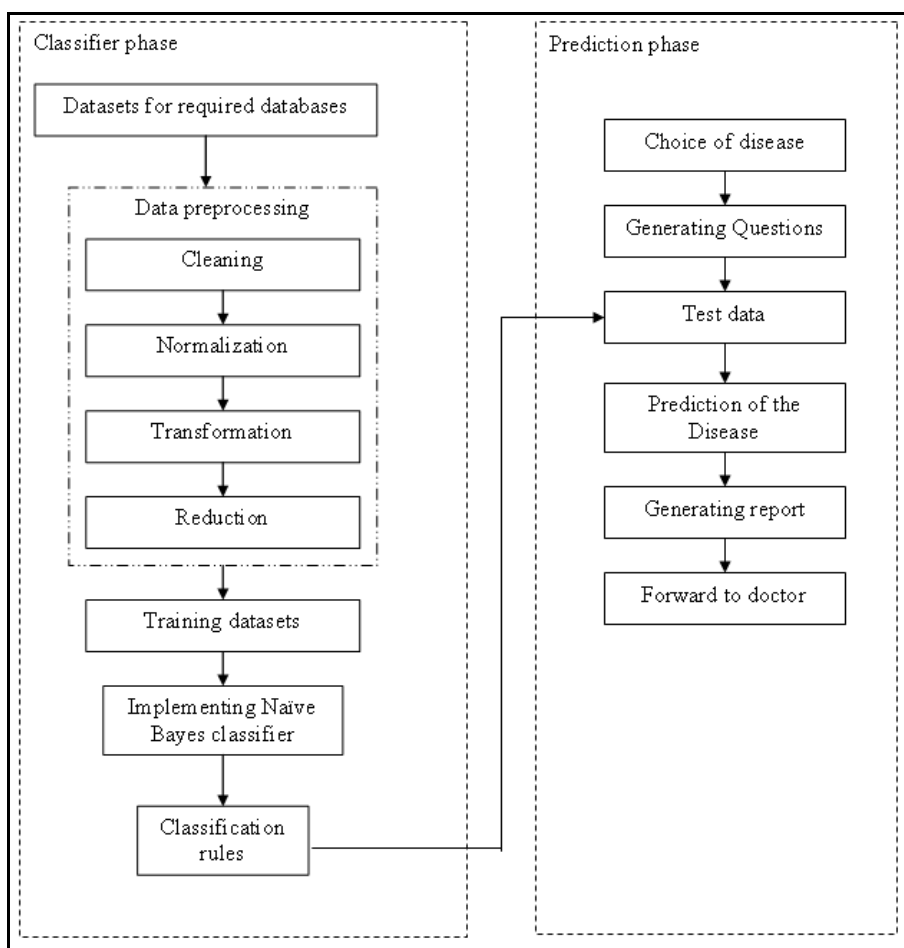 Classifier phase
Datasets for required databases
Data preprocessing
Cleaning
Normalization
Transformation
Reduction
Training datasets
Implementing Naïve
Bayes classifier
Classification
rules
Prediction phase
Choice of disease
Generating Questions
Test data
Prediction of the
Disease
Generating report
Forward to doctor